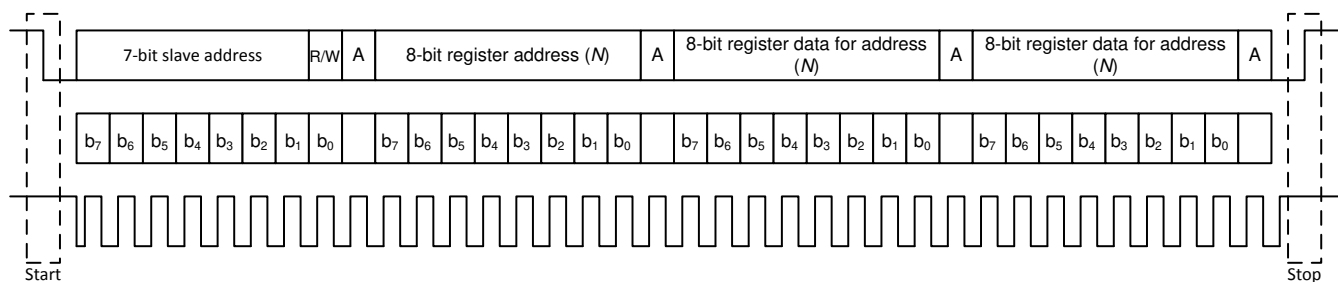 7-bit slave address R/W A 8-bit register address (N) A 8-bit register data for address (N) A 8-bit register data for address (N) A
b7 b6 b5 b4 b3 b2 b1 b0 b7 b6 b5 b4 b3 b2 b1 b0 b7 b6 b5 b4 b3 b2 b1 b0 b7 b6 b5 b4 b3 b2 b1 b0
Start Stop